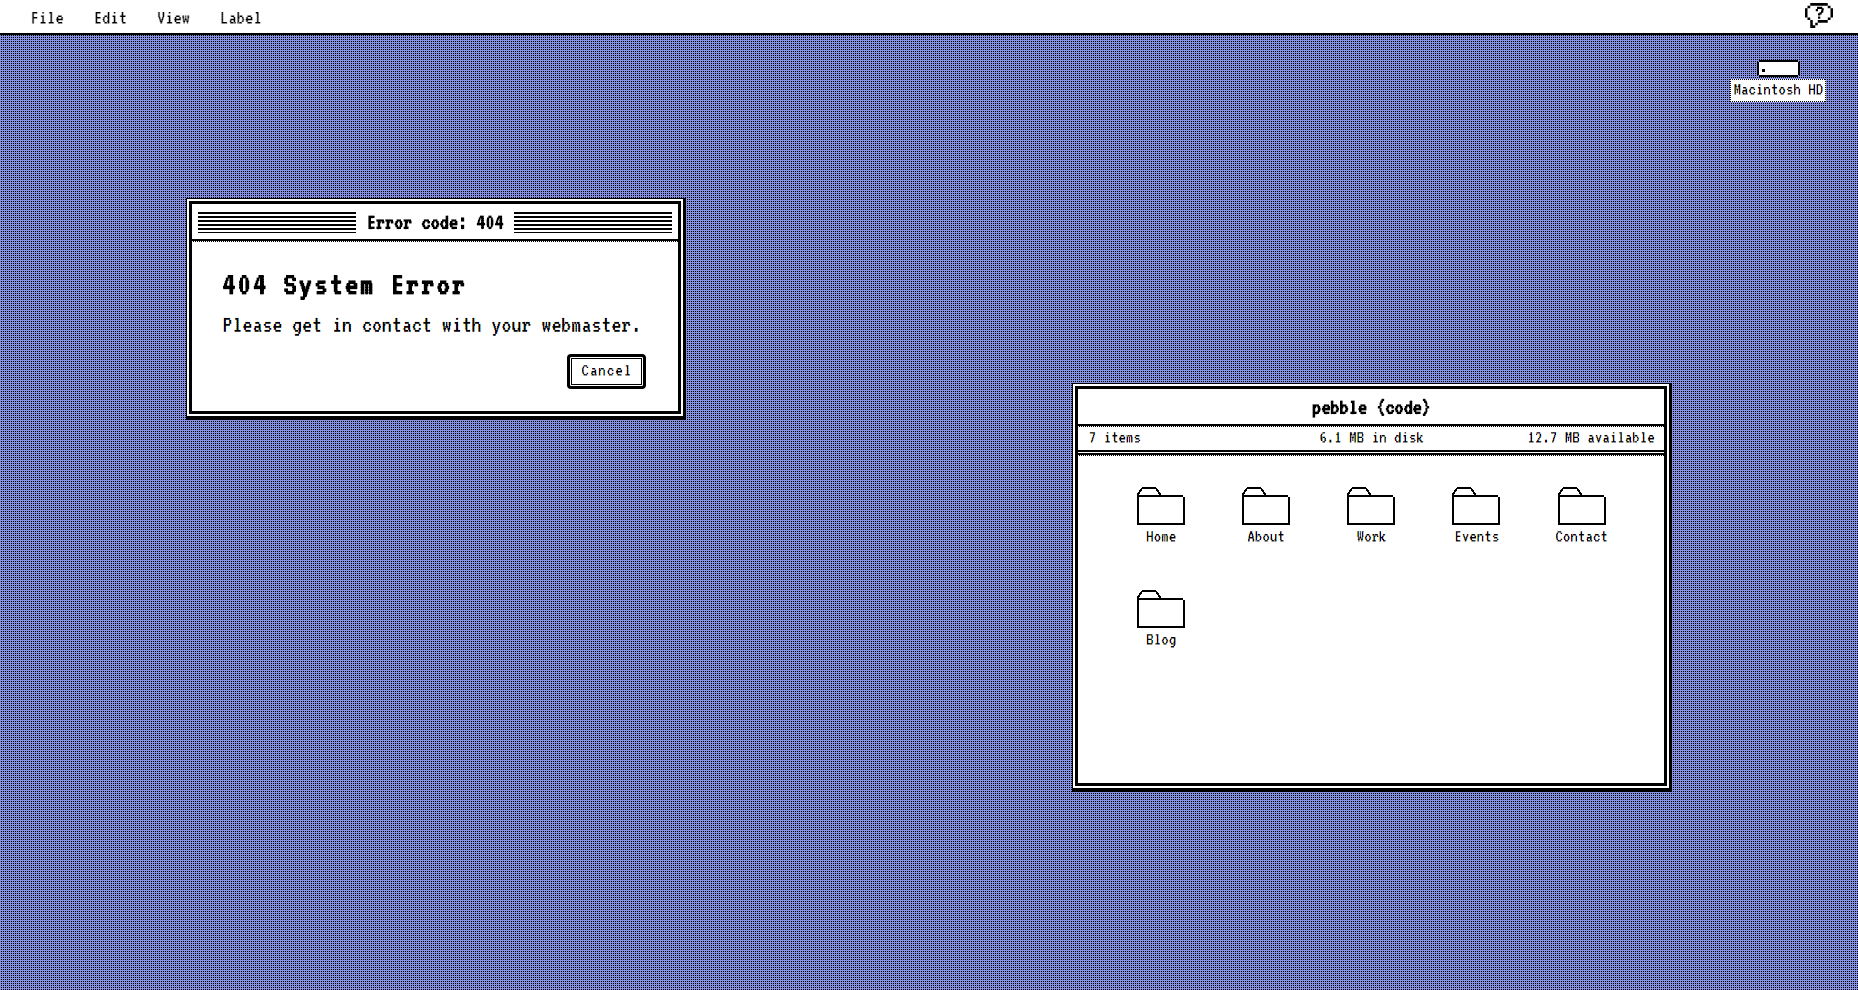 File Edit View Label
Macintosh HD
Error code: 404
404 System Error
Please get in contact with your webmaster.
Cancel
pebble {code}
7 items 6.1 MB in disk 12.7 MB available
Home About Work Events Contact
Blog